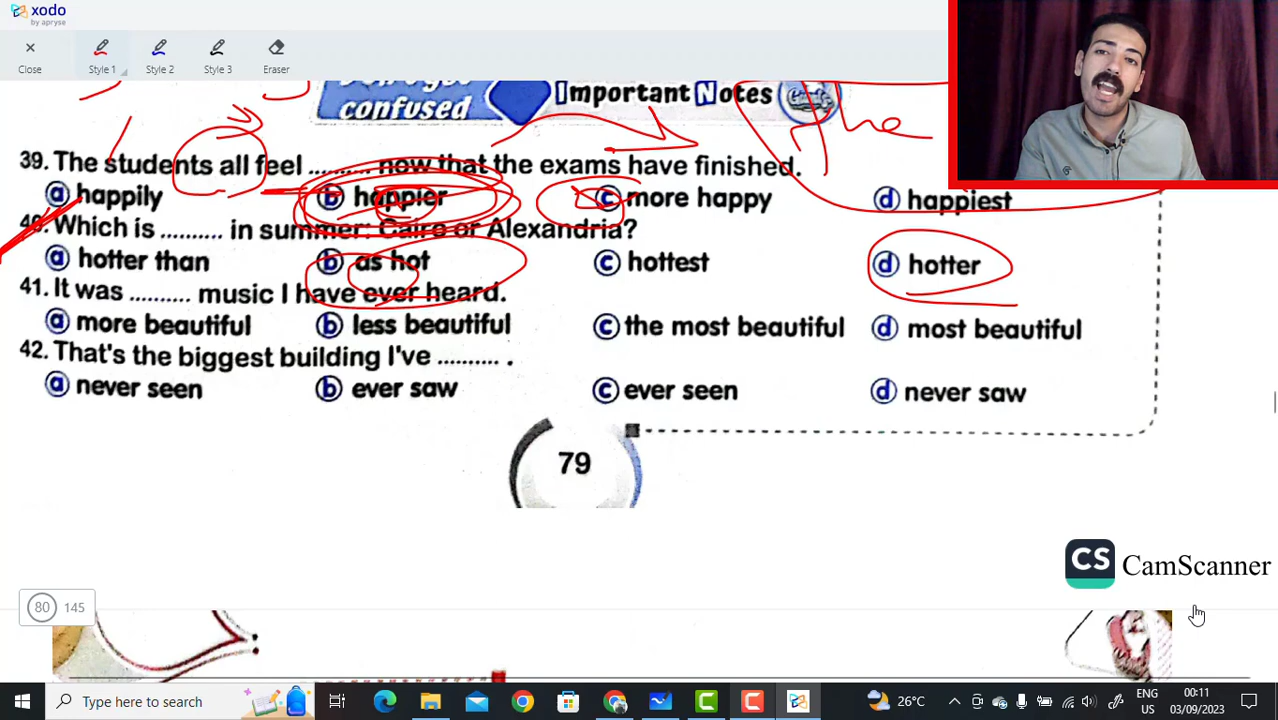 xodo
by apryse
Close
Style 1
Style 2
Style 3
Eraser
confused
Important Notes
The
39. The students all feel .......... now that the exams have finished.
a happily b happier c more happy d happiest
40. Which is .......... in summer: Cairo or Alexandria?
a hotter than b as hot c hottest d hotter
41. It was .......... music I have ever heard.
a more beautiful b less beautiful c the most beautiful d most beautiful
42. That's the biggest building I've .......... .
a never seen b ever saw c ever seen d never saw
79
CS CamScanner
80 145
Type here to search
26°C
ENG
US
00:11
03/09/2023